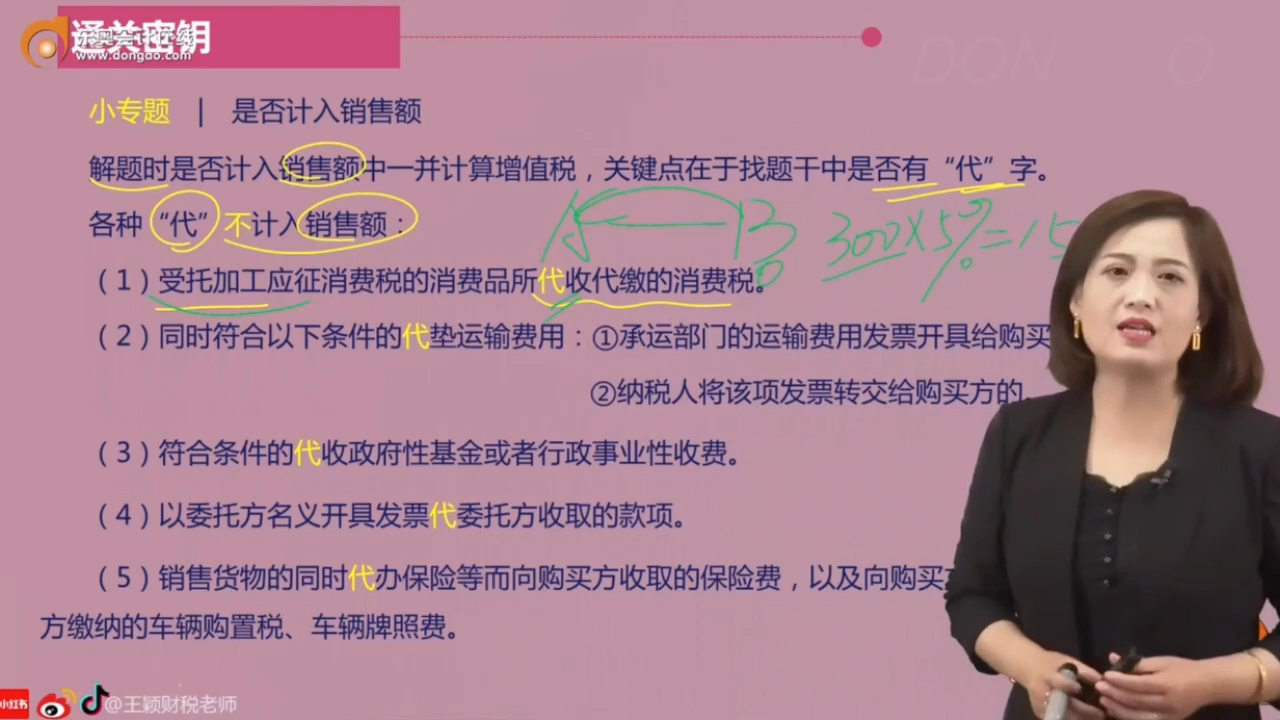 通关密钥
www.dongao.com
DON G
小专题 | 是否计入销售额
解题时是否计入销售额中一并计算增值税，关键点在于找题干中是否有“代”字。
各种“代”不计入销售额：
A B 300×5%=15
（1）受托加工应征消费税的消费品所代收代缴的消费税。
（2）同时符合以下条件的代垫运输费用：①承运部门的运输费用发票开具给购买
②纳税人将该项发票转交给购买方的。
（3）符合条件的代收政府性基金或者行政事业性收费。
（4）以委托方名义开具发票代委托方收取的款项。
（5）销售货物的同时代办保险等而向购买方收取的保险费，以及向购买
方缴纳的车辆购置税、车辆牌照费。
小红书 @王颖财税老师